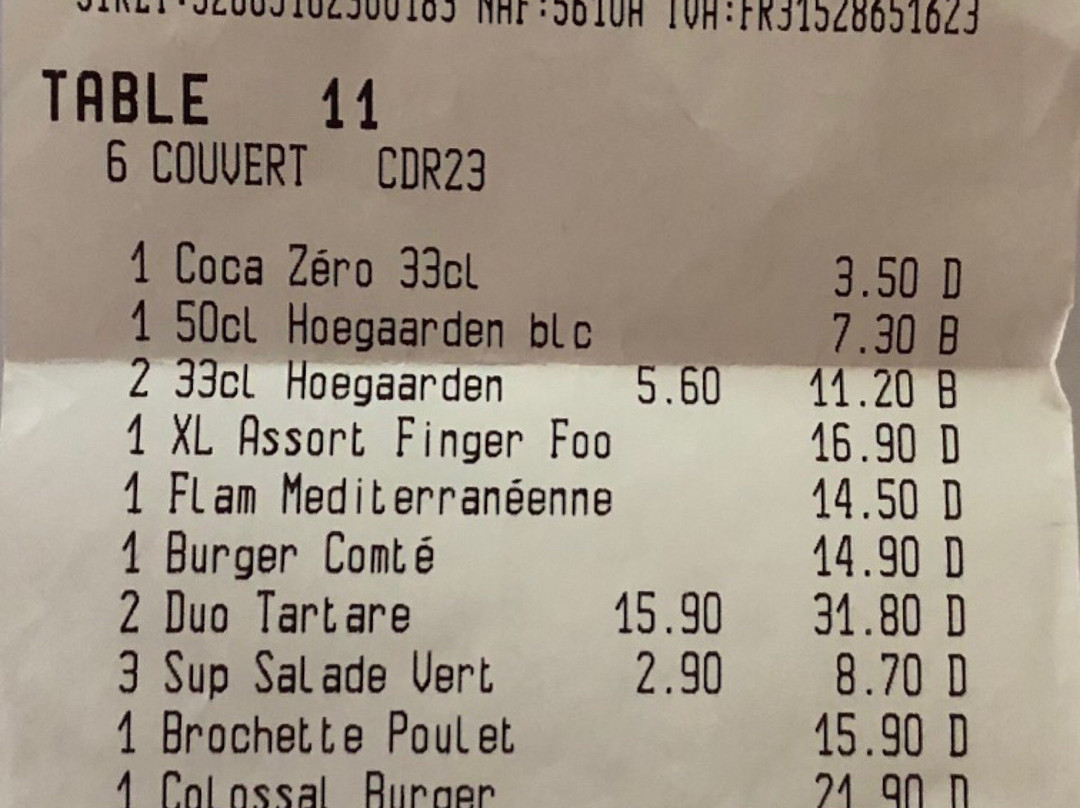 TABLE 11
6 COUVERT CDR23
1 Coca Zéro 33cl 3.50 D
1 50cl Hoegaarden blc 7.30 B
2 33cl Hoegaarden 5.60 11.20 B
1 XL Assort Finger Foo 16.90 D
1 Flam Mediterranéenne 14.50 D
1 Burger Comté 14.90 D
2 Duo Tartare 15.90 31.80 D
3 Sup Salade Vert 2.90 8.70 D
1 Brochette Poulet 15.90 D
1 Colossal Burger 21.90 D